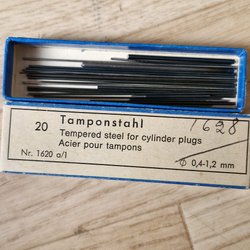 20 Tamponstahl 1628
Tempered steel for cylinder plugs
Acier pour tampons
Nr. 1620 a/1 ϕ 0,4-1,2 mm